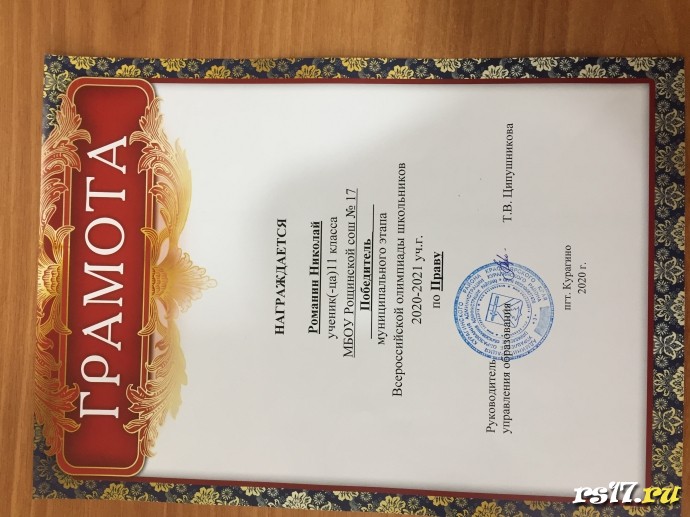 ГРАМОТА
НАГРАЖДАЕТСЯ
Романин Николай
ученик(-ца)11 класса
МБОУ Рощинской сош № 17
Победитель
муниципального этапа
Всероссийской олимпиады школьников
2020-2021 уч.г.
по Праву
Руководитель
управления образования Т.В. Ципушникова
пгт. Курагино
2020 г.
rs17.ru